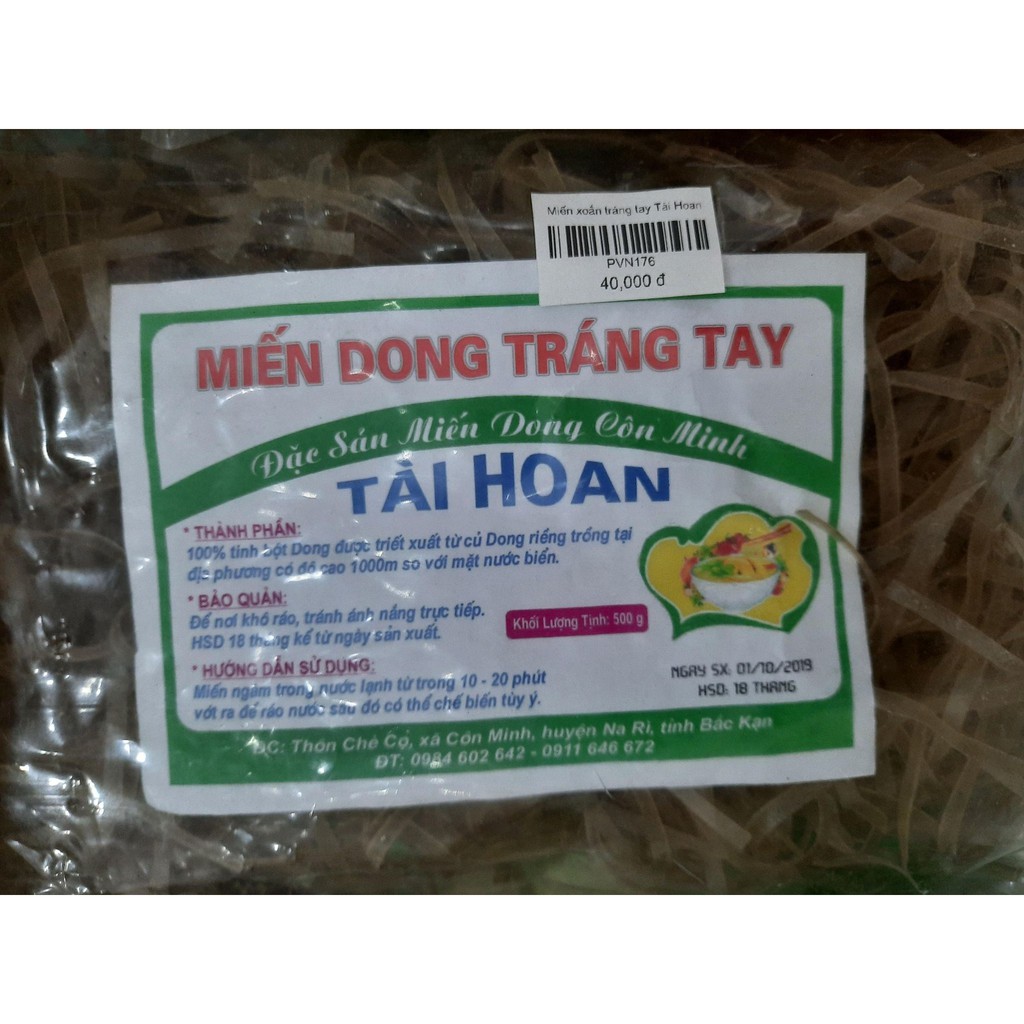 Miến xoắn tráng tay Tài Hoan
PVN176
40,000 đ
MIẾN DONG TRÁNG TAY
Đặc Sản Miến Dong Côn Minh
TÀI HOAN
* THÀNH PHẦN:
100% tinh bột Dong được triết xuất từ củ Dong riềng trồng tại
địa phương có độ cao 1000m so với mặt nước biển.
* BẢO QUẢN:
Để nơi khô ráo, tránh ánh nắng trực tiếp.
HSD 18 tháng kể từ ngày sản xuất.
Khối Lượng Tịnh: 500 g
* HƯỚNG DẪN SỬ DỤNG:
Miến ngâm trong nước lạnh từ trong 10 - 20 phút
vớt ra để ráo nước sau đó có thể chế biến tùy ý.
NGAY SX: 01/10/2019
HSD: 18 THANG
ĐC: Thôn Chè Cọ, xã Côn Minh, huyện Na Rì, tỉnh Bắc Kạn
ĐT: 0984 602 642 - 0911 646 672